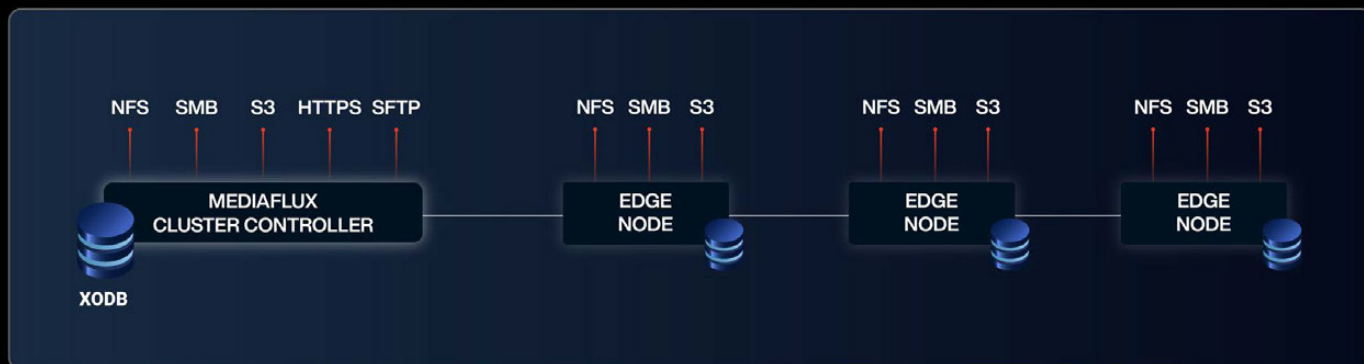 NFS SMB S3 HTTPS SFTP
NFS SMB S3
NFS SMB S3
NFS SMB S3
MEDIAFLUX
CLUSTER CONTROLLER
EDGE
NODE
EDGE
NODE
EDGE
NODE
XODB